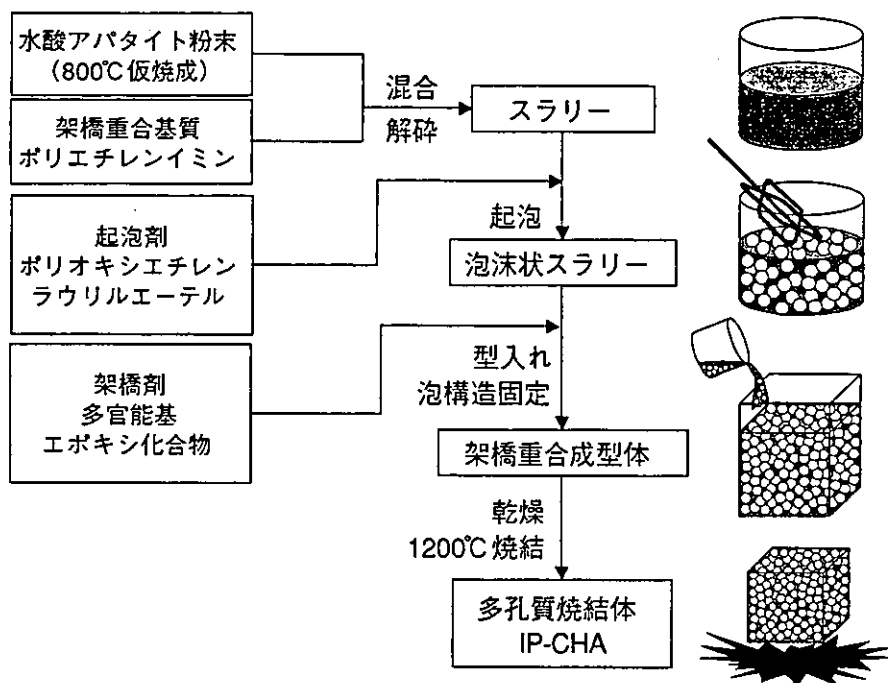 水酸アパタイト粉末
(800℃仮焼成)
架橋重合基質
ポリエチレンイミン
混合
解砕
スラリー
起泡剤
ポリオキシエチレン
ラウリルエーテル
起泡
泡沫状スラリー
架橋剤
多官能基
エポキシ化合物
型入れ
泡構造固定
架橋重合成型体
乾燥
1200℃焼結
多孔質焼結体
IP-CHA